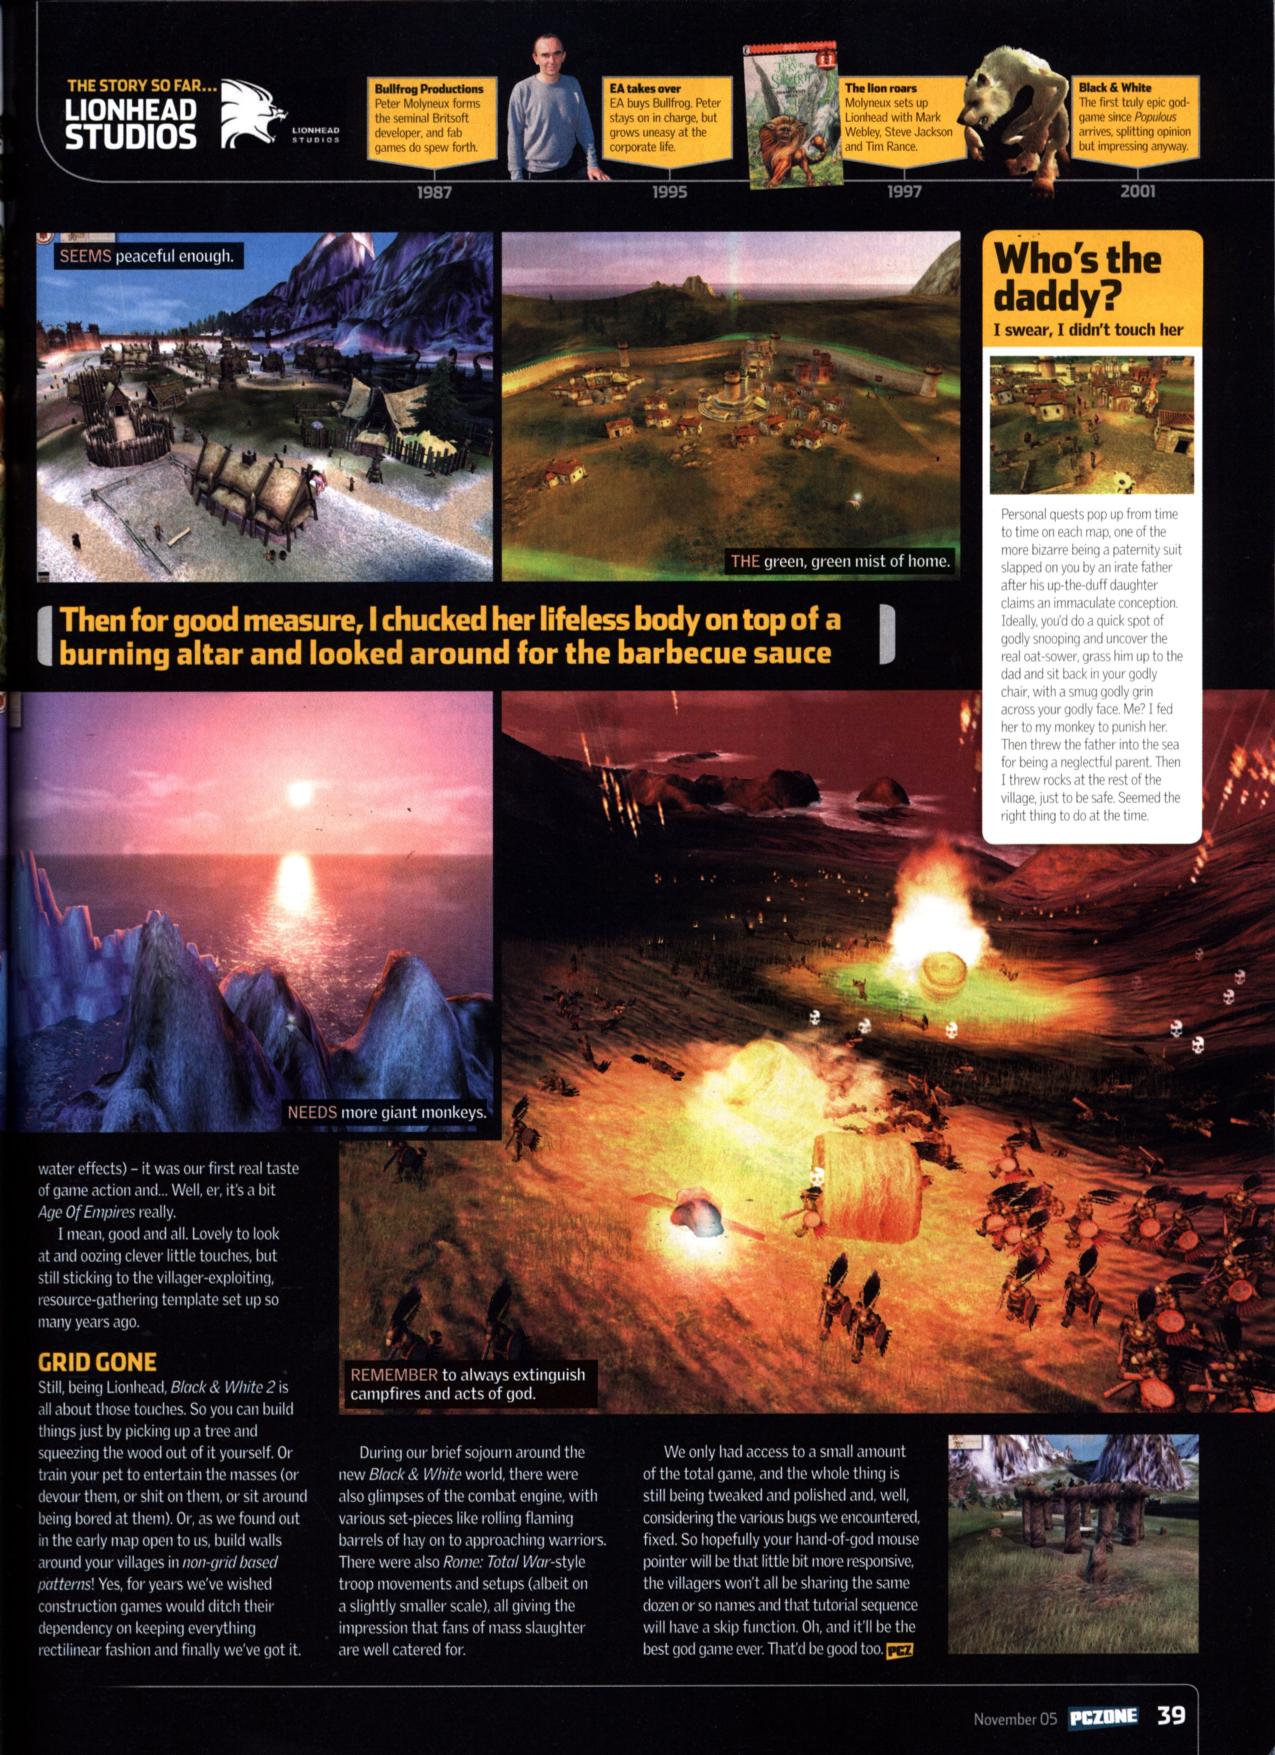 THE STORY SO FAR...
LIONHEAD
STUDIOS
LIONHEAD
STUDIOS
Bullfrog Productions
Peter Molyneux forms
the seminal Britsoft
developer, and fab
games do spew forth.
1987
EA takes over
EA buys Bullfrog. Peter
stays on in charge, but
grows uneasy at the
corporate life.
1995
The lion roars
Molyneux sets up
Lionhead with Mark
Webley, Steve Jackson
and Tim Rance.
1997
Black & White
The first truly epic god-
game since Populous
arrives, splitting opinion
but impressing anyway.
2001
SEEMS peaceful enough.
THE green, green mist of home.
Then for good measure, I chucked her lifeless body on top of a
burning altar and looked around for the barbecue sauce
Who's the
daddy?
I swear, I didn't touch her
Personal quests pop up from time
to time on each map, one of the
more bizarre being a paternity suit
slapped on you by an irate father
after his up-the-duff daughter
claims an immaculate conception.
Ideally, you'd do a quick spot of
godly snooping and uncover the
real oat-sower, grass him up to the
dad and sit back in your godly
chair, with a smug godly grin
across your godly face. Me? I fed
her to my monkey to punish her.
Then threw the father into the sea
for being a neglectful parent. Then
I threw rocks at the rest of the
village, just to be safe. Seemed the
right thing to do at the time.
NEEDS more giant monkeys.
REMEMBER to always extinguish
campfires and acts of god.
water effects) – it was our first real taste
of game action and... Well, er, it's a bit
Age Of Empires really.
I mean, good and all. Lovely to look
at and oozing clever little touches, but
still sticking to the villager-exploiting,
resource-gathering template set up so
many years ago.
GRID GONE
Still, being Lionhead, Black & White 2 is
all about those touches. So you can build
things just by picking up a tree and
squeezing the wood out of it yourself. Or
train your pet to entertain the masses (or
devour them, or shit on them, or sit around
being bored at them). Or, as we found out
in the early map open to us, build walls
around your villages in non-grid based
patterns! Yes, for years we've wished
construction games would ditch their
dependency on keeping everything
rectilinear fashion and finally we've got it.
During our brief sojourn around the
new Black & White world, there were
also glimpses of the combat engine, with
various set-pieces like rolling flaming
barrels of hay on to approaching warriors.
There were also Rome: Total War-style
troop movements and setups (albeit on
a slightly smaller scale), all giving the
impression that fans of mass slaughter
are well catered for.
We only had access to a small amount
of the total game, and the whole thing is
still being tweaked and polished and, well,
considering the various bugs we encountered,
fixed. So hopefully your hand-of-god mouse
pointer will be that little bit more responsive,
the villagers won't all be sharing the same
dozen or so names and that tutorial sequence
will have a skip function. Oh, and it'll be the
best god game ever. That'd be good too. PCZ
November 05 PCZONE 39